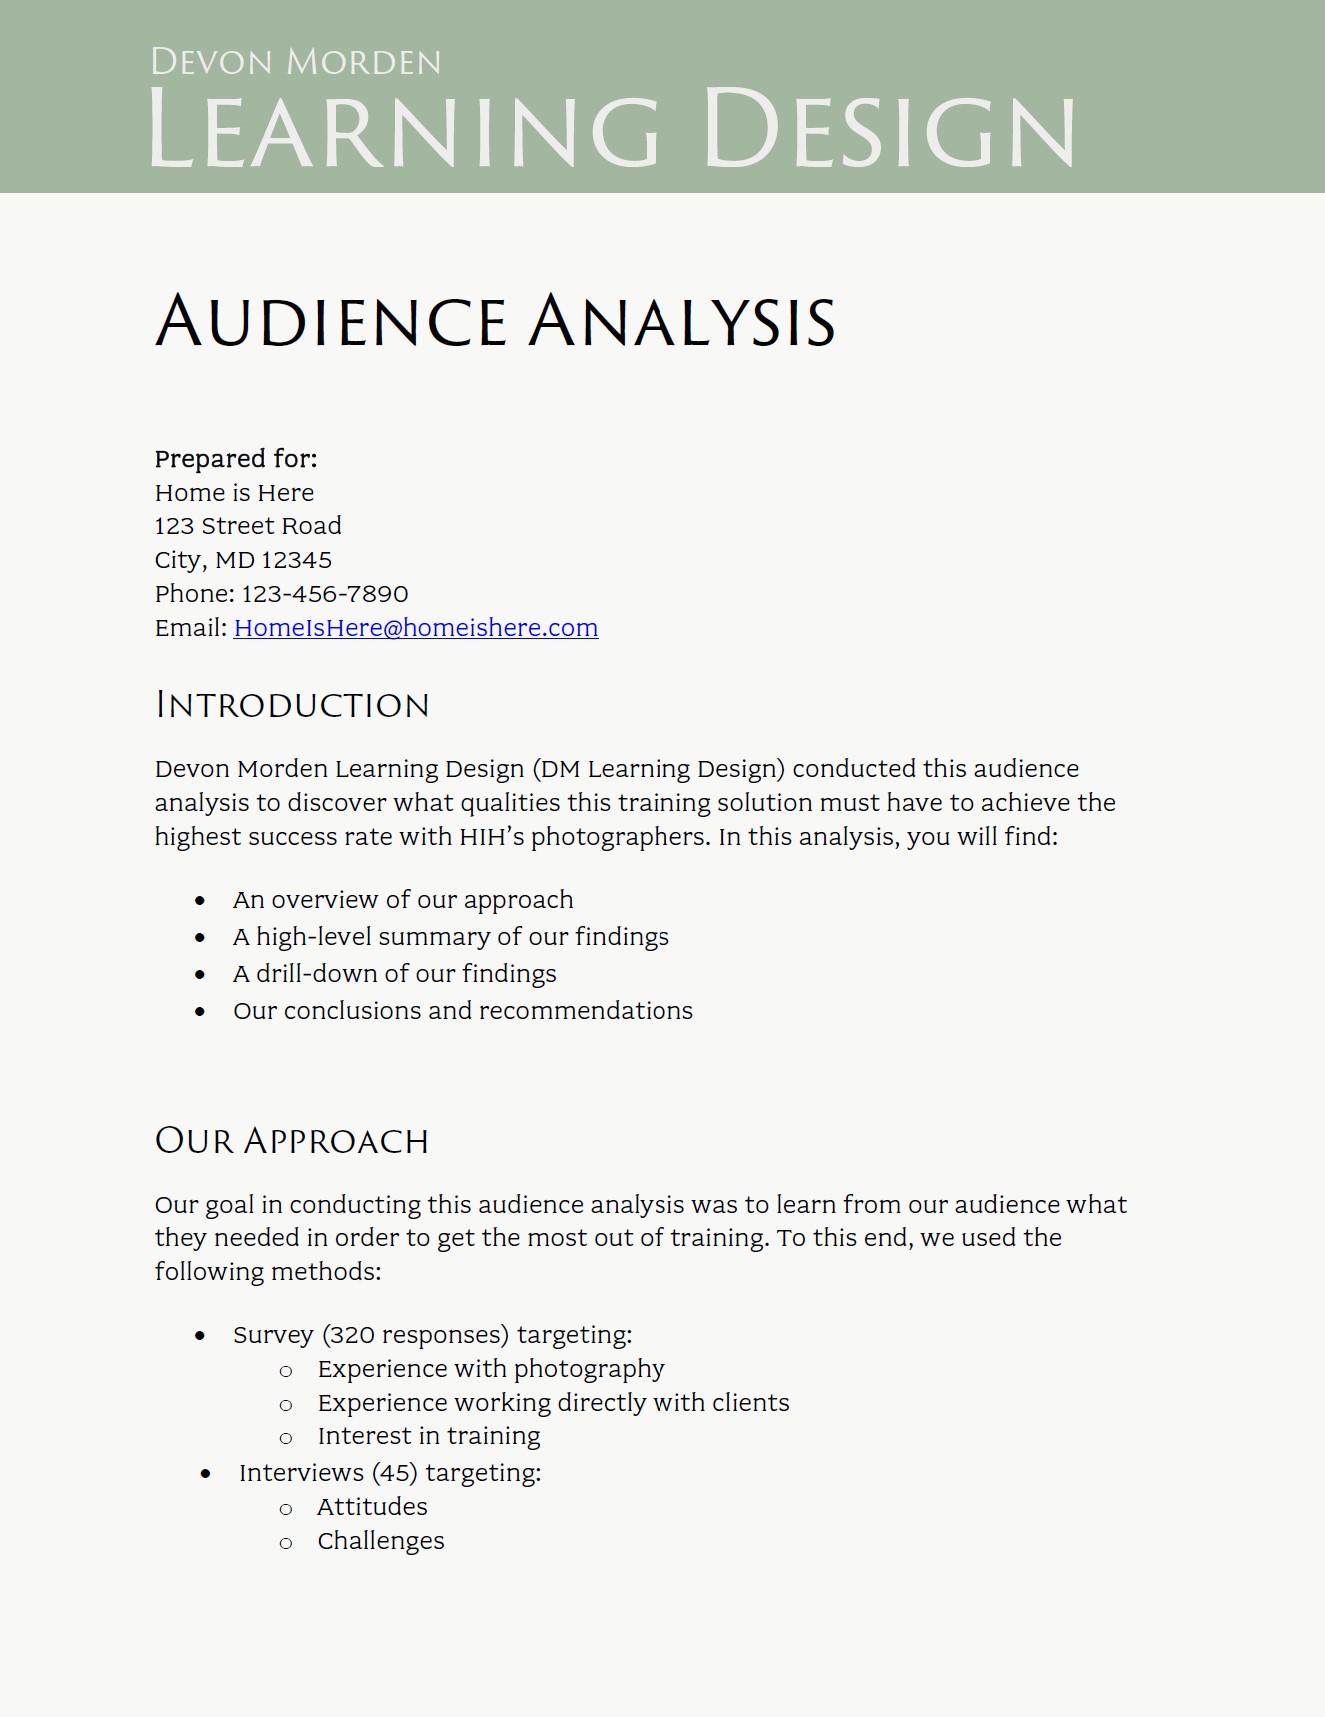 Devon Morden
Learning Design
Audience Analysis
Prepared for:
Home is Here
123 Street Road
City, MD 12345
Phone: 123-456-7890
Email: HomeIsHere@homeishere.com
Introduction
Devon Morden Learning Design (DM Learning Design) conducted this audience
analysis to discover what qualities this training solution must have to achieve the
highest success rate with HIH’s photographers. In this analysis, you will find:
• An overview of our approach
• A high-level summary of our findings
• A drill-down of our findings
• Our conclusions and recommendations
Our Approach
Our goal in conducting this audience analysis was to learn from our audience what
they needed in order to get the most out of training. To this end, we used the
following methods:
• Survey (320 responses) targeting:
o Experience with photography
o Experience working directly with clients
o Interest in training
• Interviews (45) targeting:
o Attitudes
o Challenges